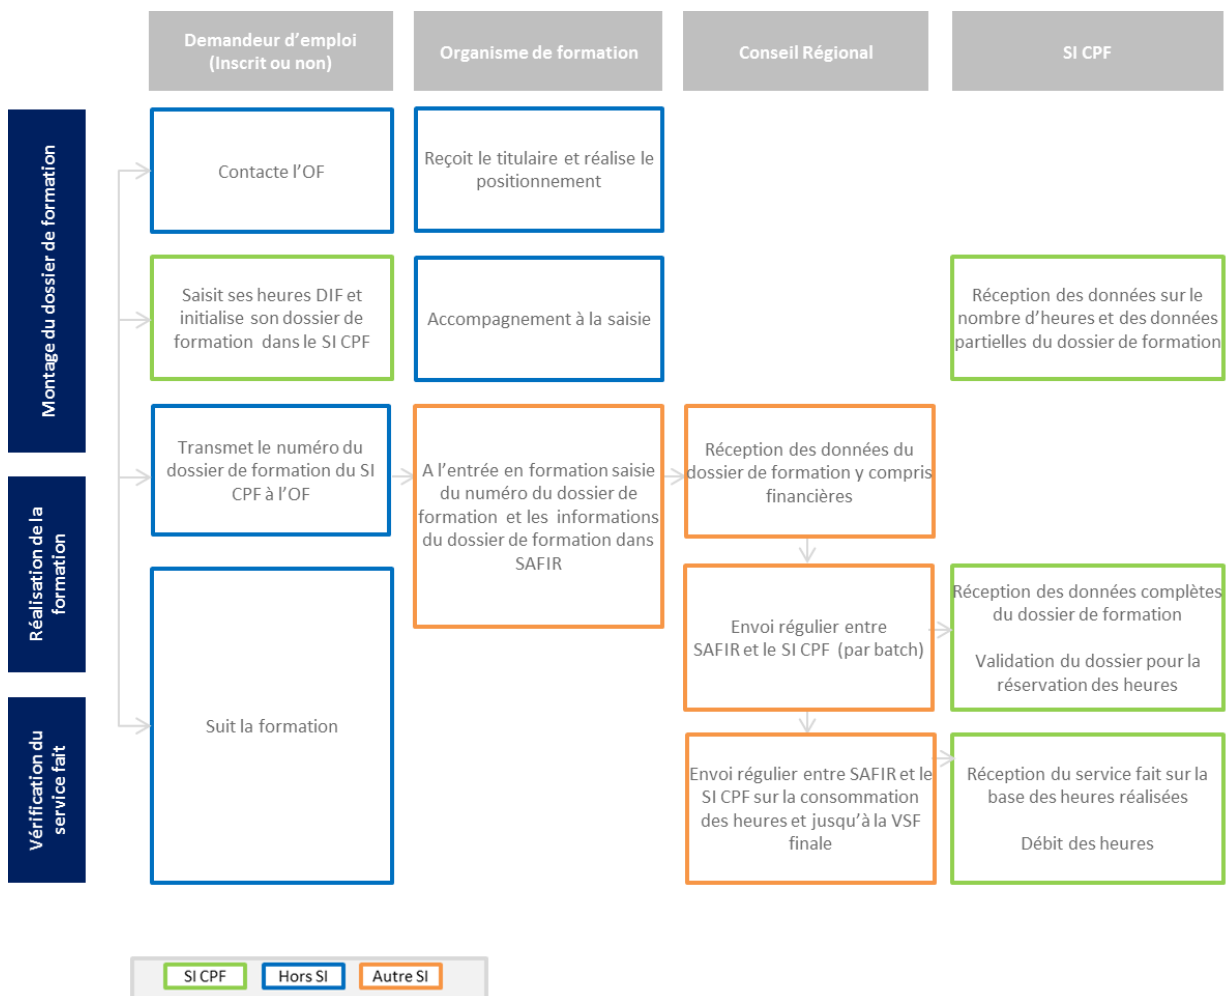 Demandeur d'emploi
(Inscrit ou non)
Organisme de formation
Conseil Régional
SI CPF
Montage du dossier de formation
Contacte l'OF
Reçoit le titulaire et réalise le
positionnement
Saisit ses heures DIF et
initialise son dossier de
formation dans le SI CPF
Accompagnement à la saisie
Réception des données sur le
nombre d'heures et des données
partielles du dossier de formation
Transmet le numéro du
dossier de formation du SI
CPF à l'OF
A l'entrée en formation saisie
du numéro du dossier de
formation et les informations
du dossier de formation dans
SAFIR
Réception des données du
dossier de formation y compris
financières
Réalisation de la
formation
Suit la formation
Envoi régulier entre
SAFIR et le SI CPF (par batch)
Réception des données complètes
du dossier de formation
Validation du dossier pour la
réservation des heures
Vérification du
service fait
Envoi régulier entre SAFIR et le
SI CPF sur la consommation
des heures et jusqu'à la VSF
finale
Réception du service fait sur la
base des heures réalisées
Débit des heures
SI CPF
Hors SI
Autre SI